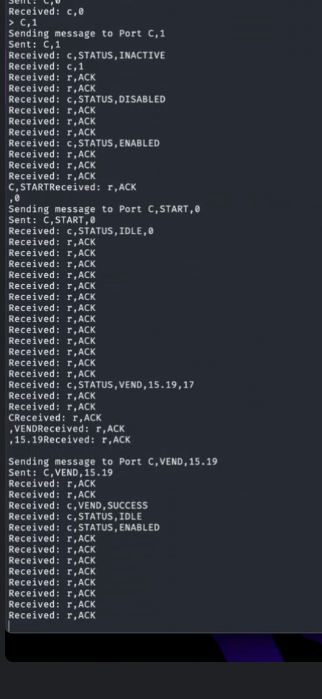 Sent: C,0
Received: c,0
> C,1
Sending message to Port C,1
Sent: C,1
Received: c,STATUS,INACTIVE
Received: c,1
Received: r,ACK
Received: r,ACK
Received: c,STATUS,DISABLED
Received: r,ACK
Received: r,ACK
Received: r,ACK
Received: c,STATUS,ENABLED
Received: r,ACK
Received: r,ACK
Received: r,ACK
C,STARTReceived: r,ACK
,0
Sending message to Port C,START,0
Sent: C,START,0
Received: c,STATUS,IDLE,0
Received: r,ACK
Received: r,ACK
Received: r,ACK
Received: r,ACK
Received: r,ACK
Received: r,ACK
Received: r,ACK
Received: r,ACK
Received: r,ACK
Received: r,ACK
Received: r,ACK
Received: r,ACK
Received: r,ACK
Received: c,STATUS,VEND,15.19,17
Received: r,ACK
Received: r,ACK
CReceived: r,ACK
,VENDReceived: r,ACK
,15.19Received: r,ACK
Sending message to Port C,VEND,15.19
Sent: C,VEND,15.19
Received: r,ACK
Received: r,ACK
Received: c,VEND,SUCCESS
Received: c,STATUS,IDLE
Received: c,STATUS,ENABLED
Received: r,ACK
Received: r,ACK
Received: r,ACK
Received: r,ACK
Received: r,ACK
Received: r,ACK
Received: r,ACK
Received: r,ACK